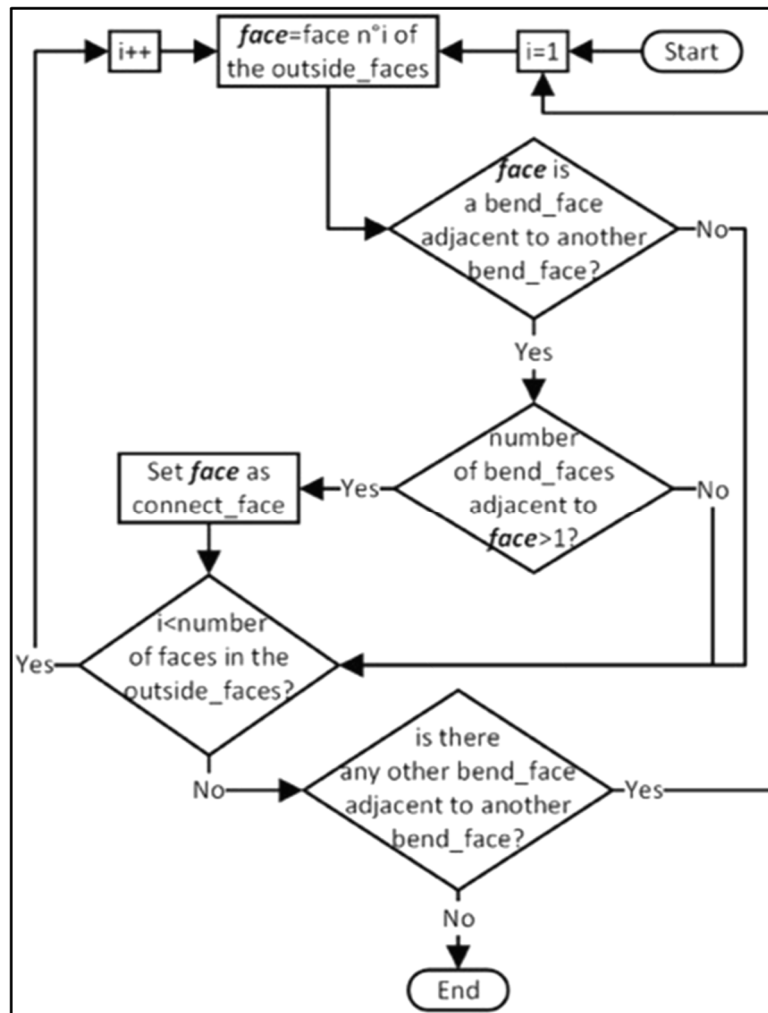 Start
i=1
i++
face=face n°i of
the outside_faces
face is
a bend_face
adjacent to another
bend_face?
No
Yes
number
of bend_faces
adjacent to
face>1?
No
Yes
Set face as
connect_face
i<number
of faces in the
outside_faces?
Yes
No
is there
any other bend_face
adjacent to another
bend_face?
Yes
No
End